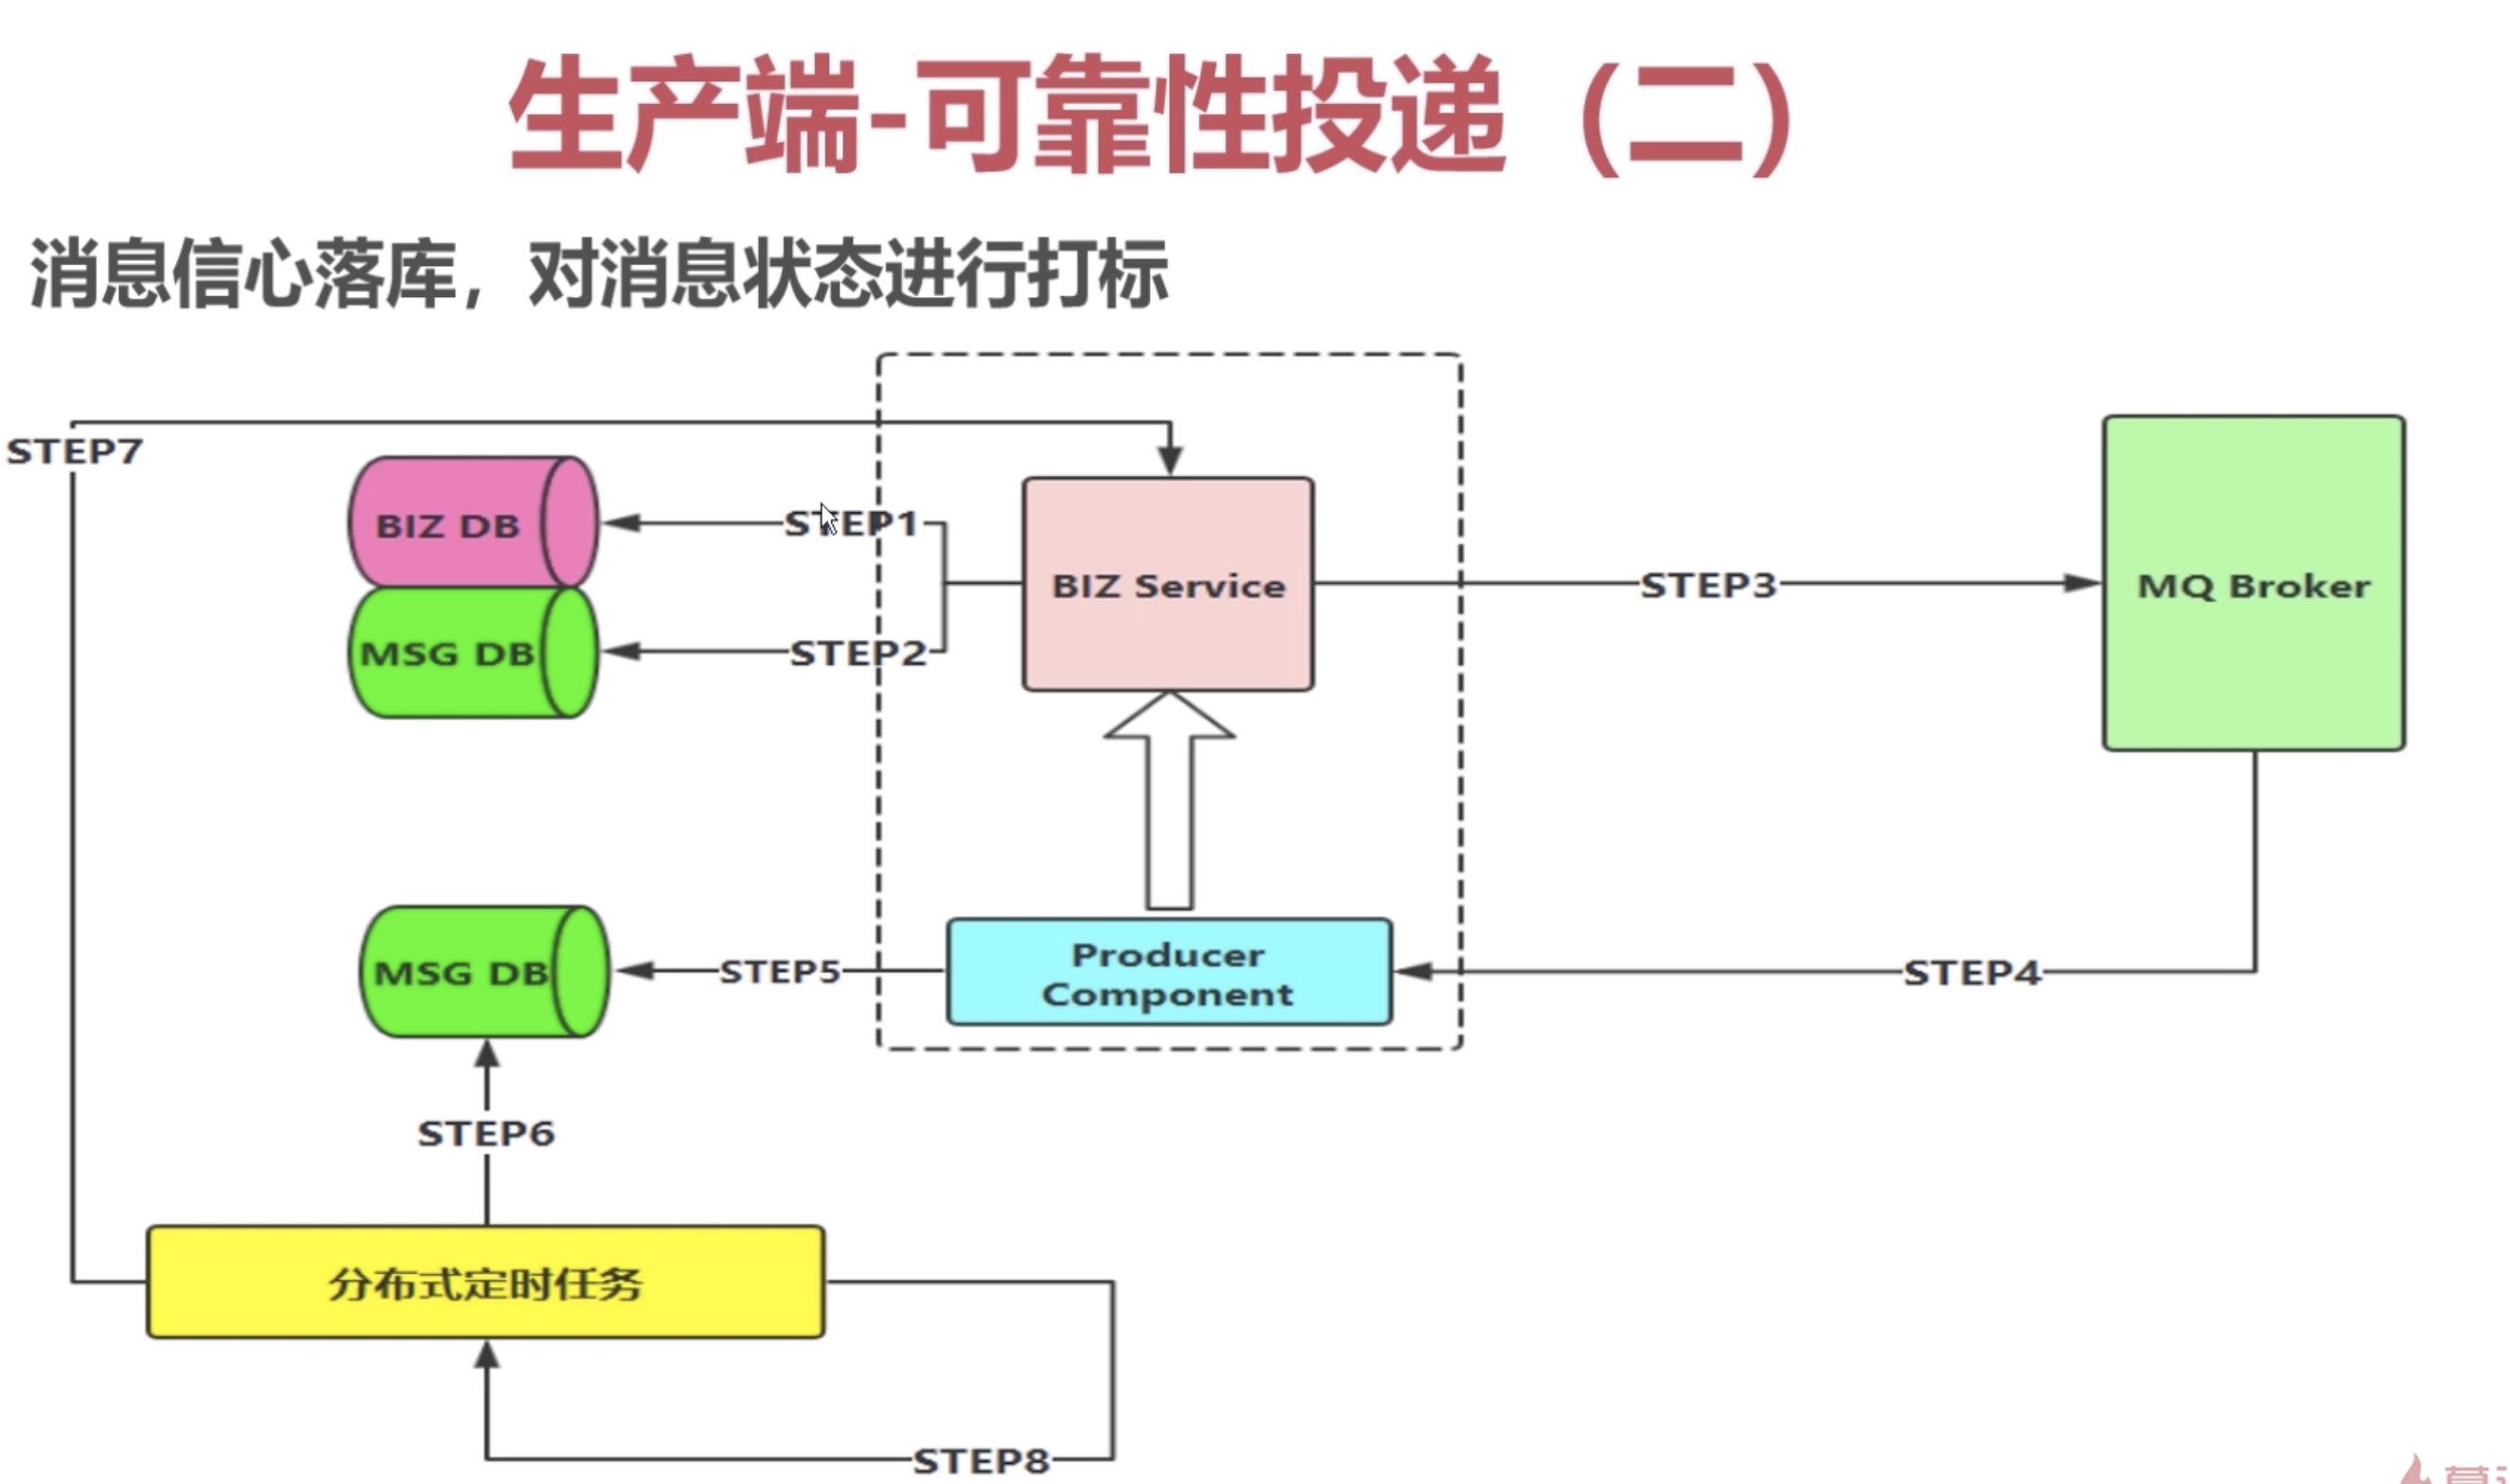 生产端-可靠性投递（二）
消息信心落库，对消息状态进行打标
STEP7
BIZ DB
STEP1
BIZ Service
STEP3
MQ Broker
MSG DB
STEP2
MSG DB
STEP5
Producer
Component
STEP4
STEP6
分布式定时任务
STEP8